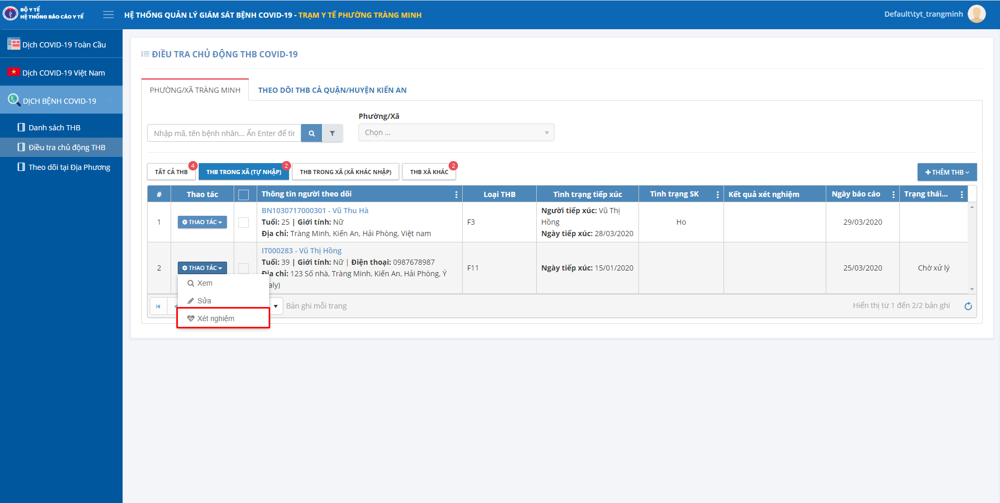 BỘ Y TẾ
HỆ THỐNG BÁO CÁO Y TẾ
HỆ THỐNG QUẢN LÝ GIÁM SÁT BỆNH COVID-19 - TRẠM Y TẾ PHƯỜNG TRÀNG MINH
Default\tyt_trangminh
Dịch COVID-19 Toàn Cầu
Dịch COVID-19 Việt Nam
DỊCH BỆNH COVID-19
Danh sách THB
Điều tra chủ động THB
Theo dõi tại Địa Phương
ĐIỀU TRA CHỦ ĐỘNG THB COVID-19
PHƯỜNG/XÃ TRÀNG MINH
THEO DÕI THB CẢ QUẬN/HUYỆN KIẾN AN
Phường/Xã
Nhập mã, tên bệnh nhân... Ấn Enter để tìr
Chọn ...
TẤT CẢ THB 4
THB TRONG XÃ (TỰ NHẬP) 2
THB TRONG XÃ (XÃ KHÁC NHẬP)
THB XÃ KHÁC 2
THÊM THB
# Thao tác Thông tin người theo dõi Loại THB Tình trạng tiếp xúc Tình trạng SK Kết quả xét nghiệm Ngày báo cáo Trạng thái...
1
THAO TÁC
BN1030717000301 - Vũ Thu Hà
Tuổi: 25 | Giới tính: Nữ
Địa chỉ: Tràng Minh, Kiến An, Hải Phòng, Việt nam
F3
Người tiếp xúc: Vũ Thị
Hồng
Ngày tiếp xúc: 28/03/2020
Ho
29/03/2020
2
THAO TÁC
IT000283 - Vũ Thị Hồng
Tuổi: 39 | Giới tính: Nữ | Điện thoại: 0987678987
Địa chỉ: 123 Số nhà, Tràng Minh, Kiến An, Hải Phòng, Ý
aly)
F11
Ngày tiếp xúc: 15/01/2020
25/03/2020
Chờ xử lý
Xem
Sửa
Xét nghiệm
Bản ghi mỗi trang
Hiển thị từ 1 đến 2/2 bản ghi